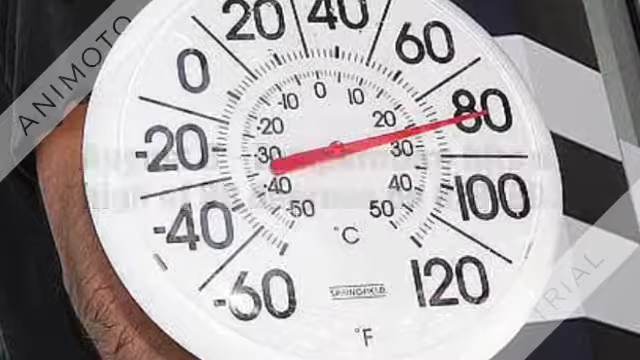 ANIMOTO
20 40 60
0 80
-20 100
-40 120
-60
0
-10 10
-20 20
-30 30
-40 40
-50 50
°C
SPRINGFIELD
°F
TRIAL